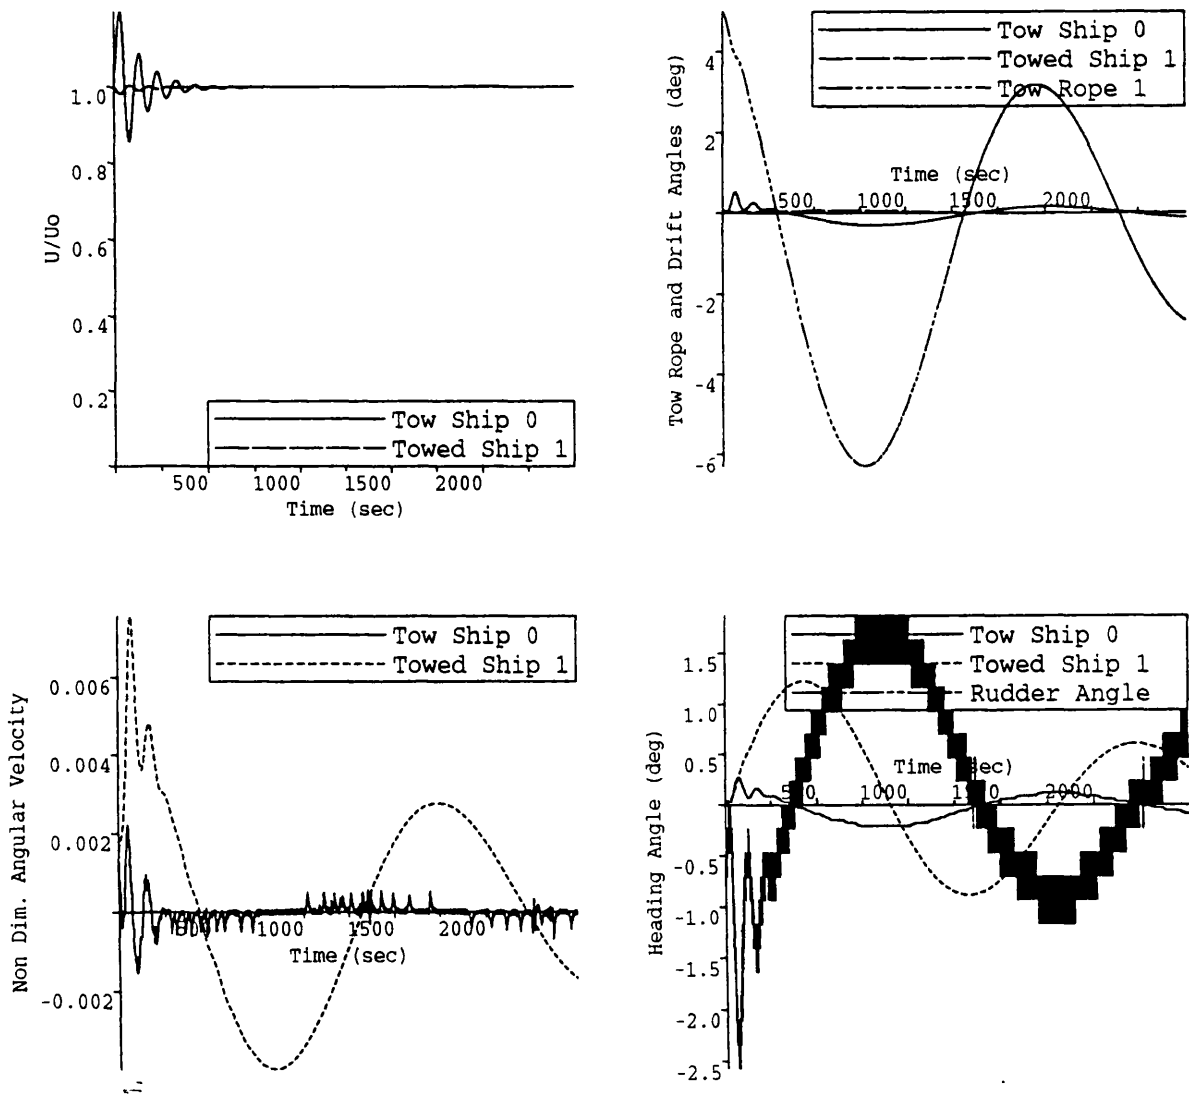 1.0
0.8
0.6
0.4
0.2
U/Uo
Tow Ship 0
Towed Ship 1
500 1000 1500 2000
Time (sec)
Tow Ship 0
Towed Ship 1
Tow Rope 1
4
2
-2
-4
-6
Tow Rope and Drift Angles (deg)
Time (sec)
500 1000 1500 2000
Tow Ship 0
Towed Ship 1
0.006
0.004
0.002
-0.002
Non Dim. Angular Velocity
500 1000 1500 2000
Time (sec)
Tow Ship 0
Towed Ship 1
Rudder Angle
1.5
1.0
0.5
-0.5
-1.0
-1.5
-2.0
-2.5
Heading Angle (deg)
Time (sec)
500 1000 1500 2000